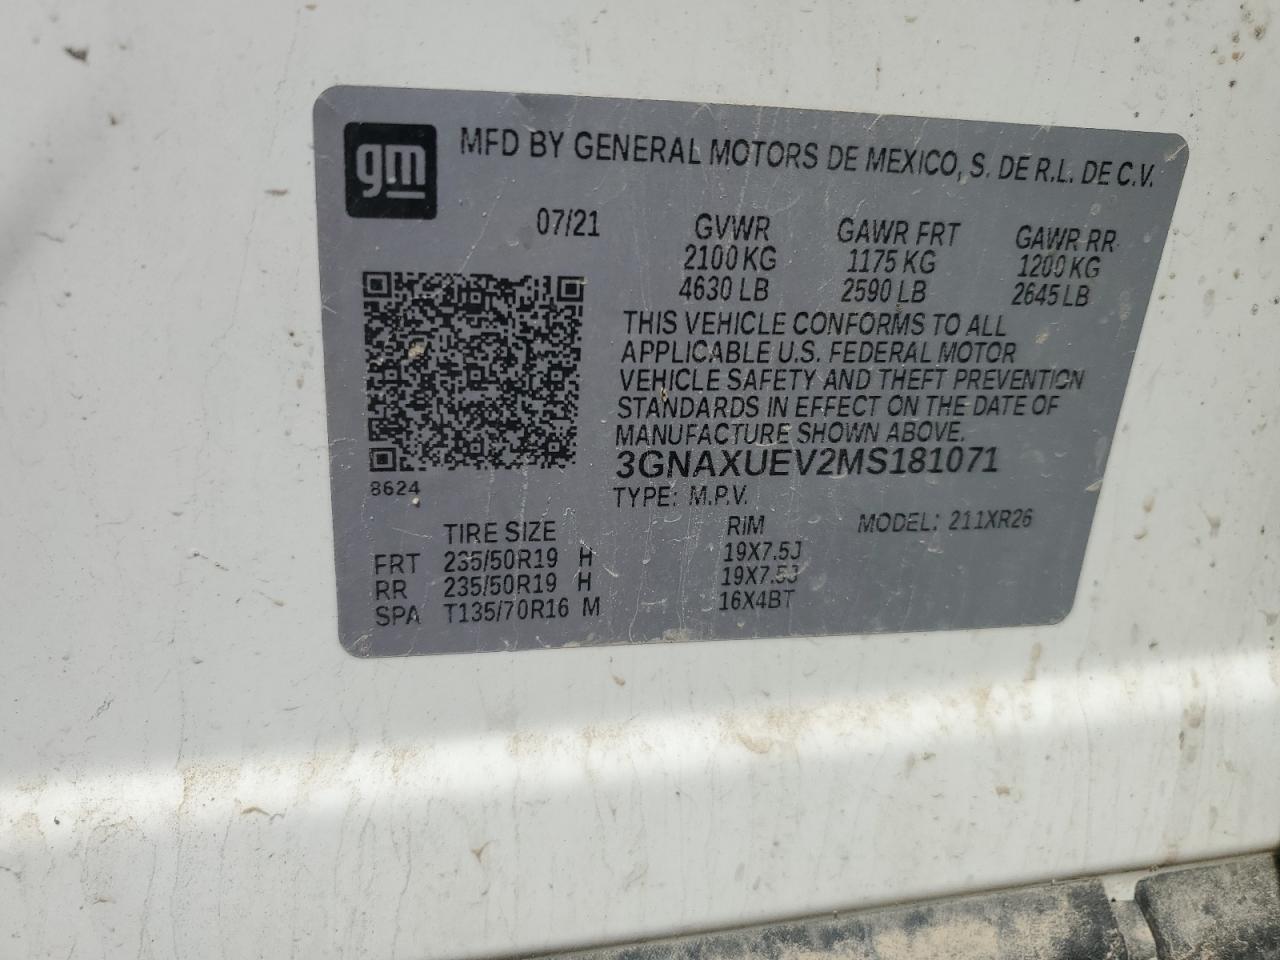 gm
MFD BY GENERAL MOTORS DE MEXICO, S. DE R.L. DE C.V.
07/21 GVWR GAWR FRT GAWR RR
2100 KG 1175 KG 1200 KG
4630 LB 2590 LB 2645 LB
THIS VEHICLE CONFORMS TO ALL
APPLICABLE U.S. FEDERAL MOTOR
VEHICLE SAFETY AND THEFT PREVENTION
STANDARDS IN EFFECT ON THE DATE OF
MANUFACTURE SHOWN ABOVE.
3GNAXUEV2MS181071
8624
TYPE: M.P.V.
TIRE SIZE RIM MODEL: 211XR26
FRT 235/50R19 H 19X7.5J
RR 235/50R19 H 19X7.5J
SPA T135/70R16 M 16X4BT